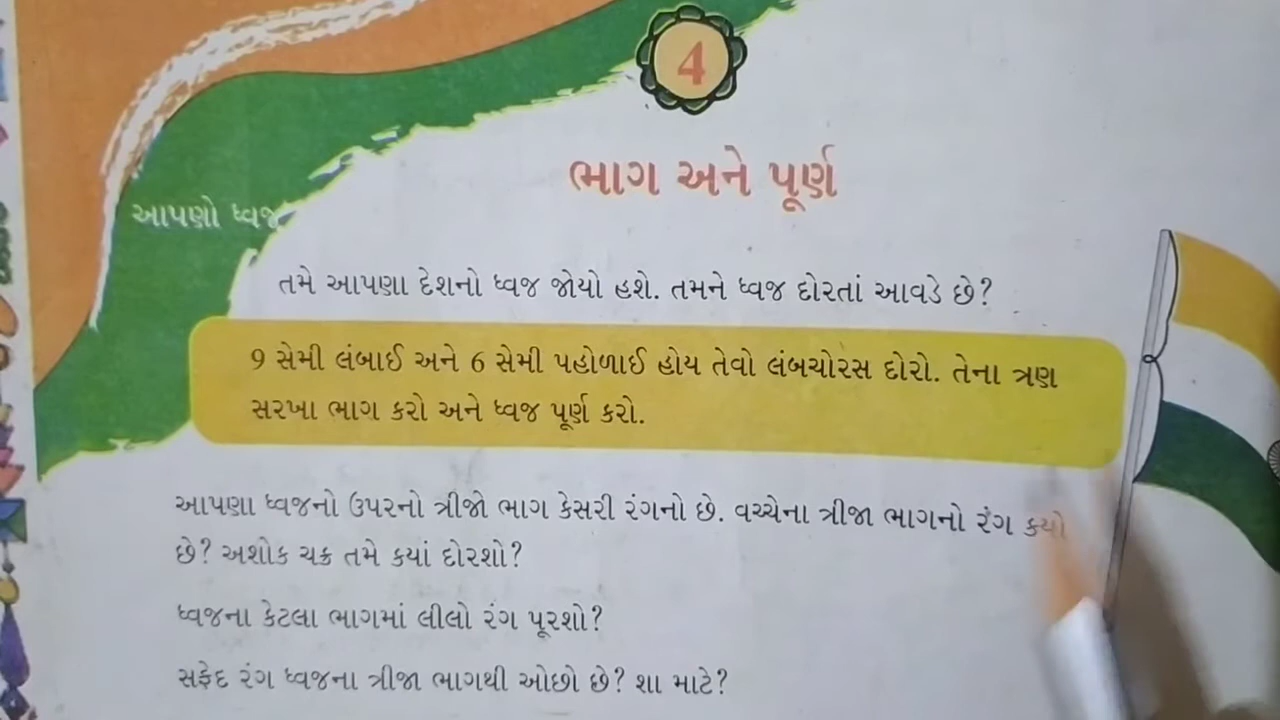 4
ભાગ અને પૂર્ણ
આપણો ધ્વજ
તમે આપણા દેશનો ધ્વજ જોયો હશે. તમને ધ્વજ દોરતાં આવડે છે?
9 સેમી લંબાઈ અને 6 સેમી પહોળાઈ હોય તેવો લંબચોરસ દોરો. તેના ત્રણ
સરખા ભાગ કરો અને ધ્વજ પૂર્ણ કરો.
આપણા ધ્વજનો ઉપરનો ત્રીજો ભાગ કેસરી રંગનો છે. વચ્ચેના ત્રીજા ભાગનો રંગ કયો
છે? અશોક ચક્ર તમે કયાં દોરશો?
ધ્વજના કેટલા ભાગમાં લીલો રંગ પૂરશો?
સફેદ રંગ ધ્વજના ત્રીજા ભાગથી ઓછો છે? શા માટે?